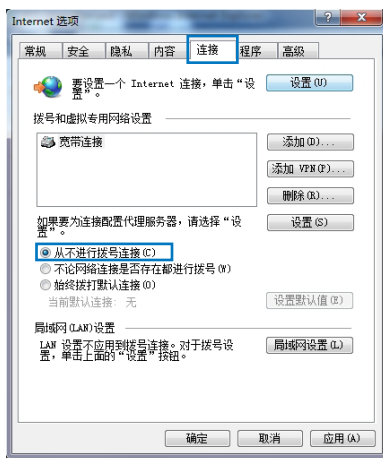 Internet 选项
常规 安全 隐私 内容 连接 程序 高级
要设置一个 Internet 连接，单击“设置”。
设置(U)
拨号和虚拟专用网络设置
宽带连接
添加(D)...
添加 VPN(P)...
删除(R)...
如果要为连接配置代理服务器，请选择“设置”。
设置(S)
从不进行拨号连接(C)
不论网络连接是否存在都进行拨号(W)
始终拨打默认连接(O)
当前默认连接: 无
设置默认值(E)
局域网(LAN)设置
LAN 设置不应用到拨号连接。对于拨号设置，单击上面的“设置”按钮。
局域网设置(L)
确定 取消 应用(A)